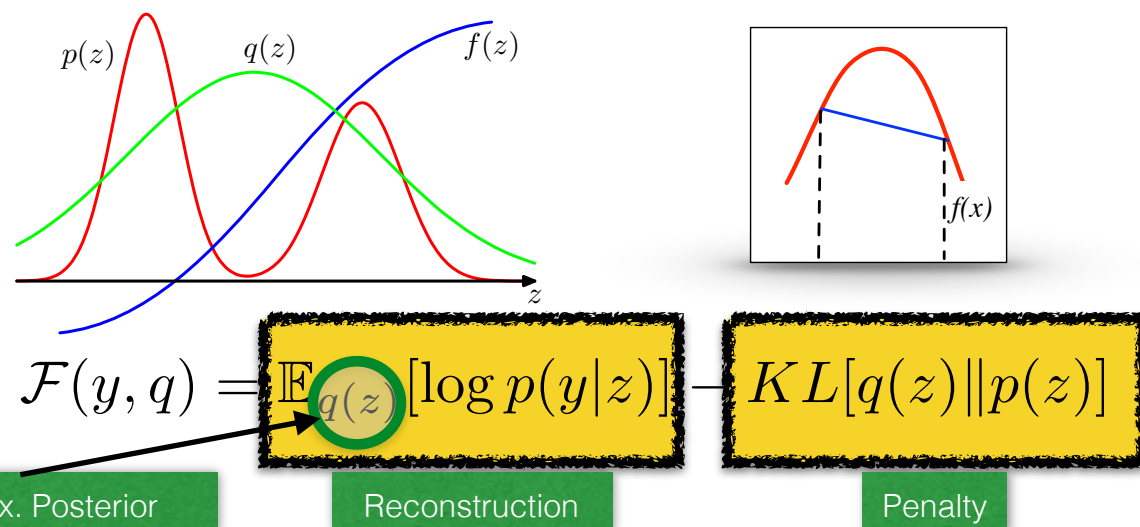 p(z)
q(z)
f(z)
z
f(x)
𝓕(y, q) = 𝔼q(z)[log p(y|z)] − KL[q(z)‖p(z)]
x. Posterior
Reconstruction
Penalty